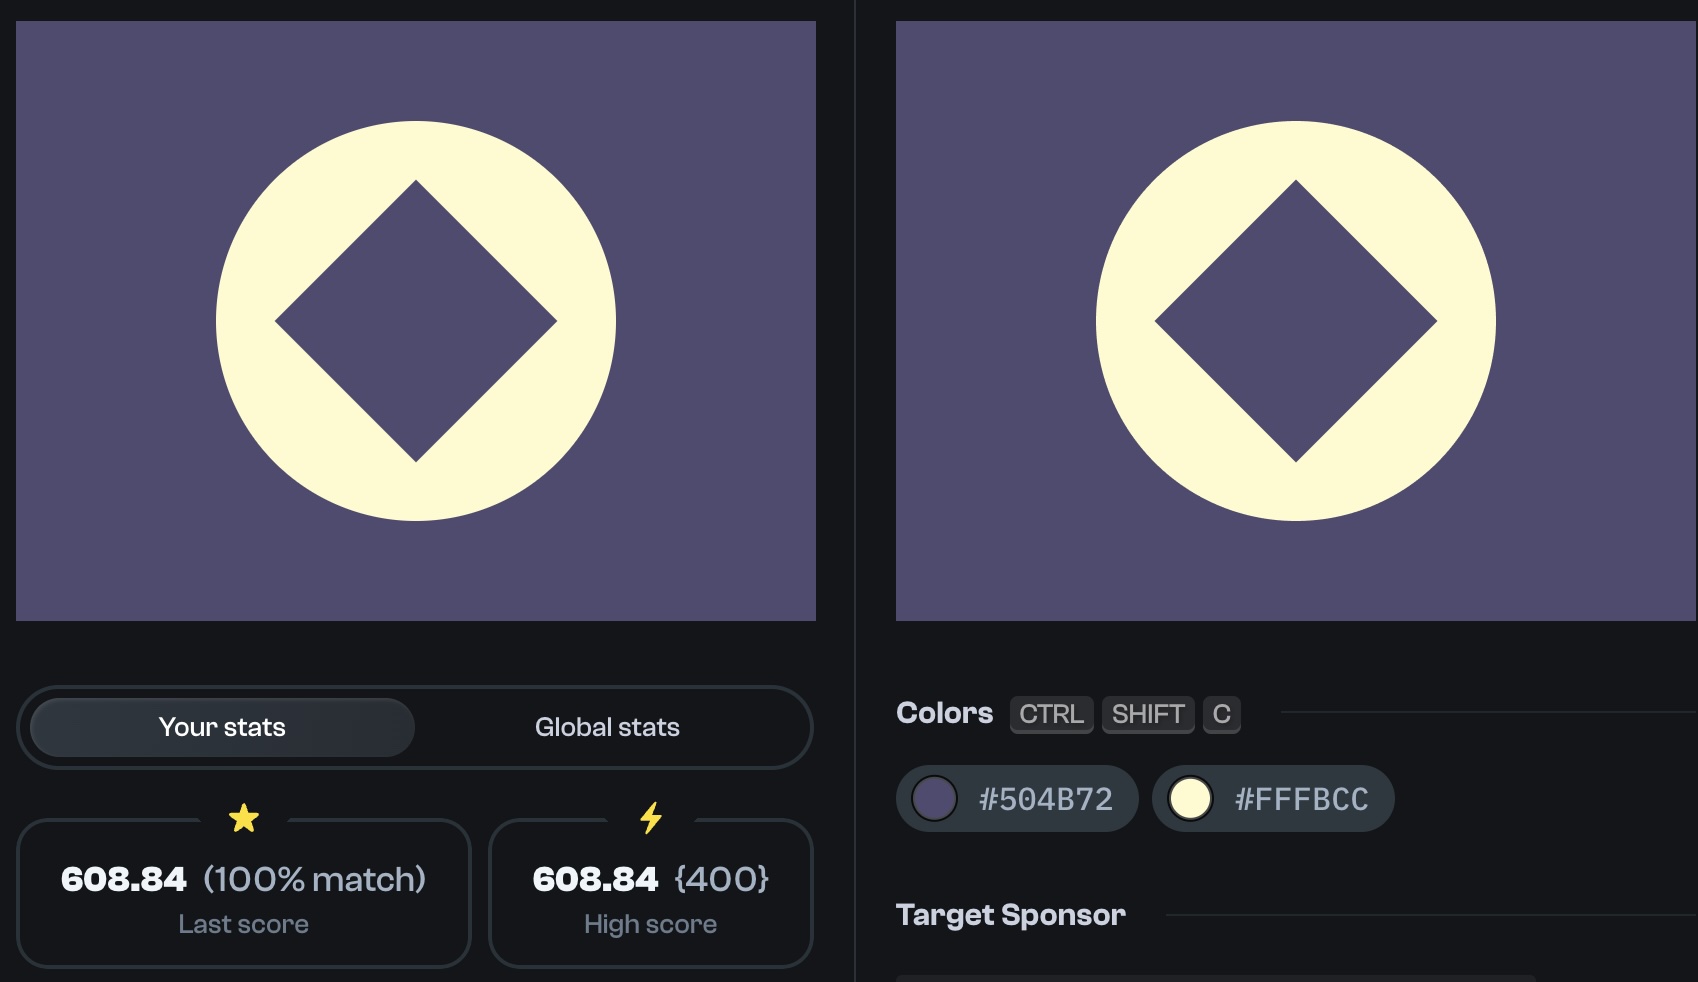 Your stats
Global stats
608.84 (100% match)
Last score
608.84 {400}
High score
Colors CTRL SHIFT C
#504B72
#FFFBCC
Target Sponsor